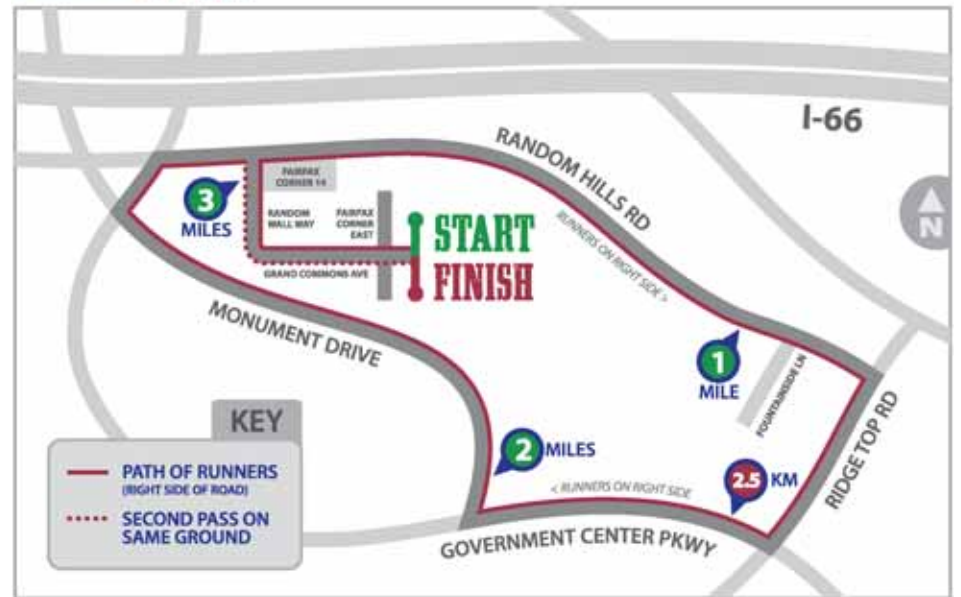 I-66
RANDOM HILLS RD
RUNNERS ON RIGHT SIDE >
N
FAIRFAX
CORNER 14
3
MILES
RANDOM
WALL WAY
FAIRFAX
CORNER
EAST
START
FINISH
GRAND COMMONS AVE
MONUMENT DRIVE
1
MILE
FOUNTAINSIDE LN
RIDGE TOP RD
2
MILES
2.5
KM
< RUNNERS ON RIGHT SIDE
GOVERNMENT CENTER PKWY
KEY
PATH OF RUNNERS
(RIGHT SIDE OF ROAD)
SECOND PASS ON
SAME GROUND